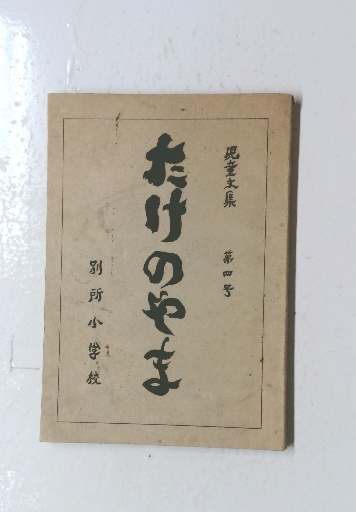 児童文集 第四号
たけのやま
別所小学校